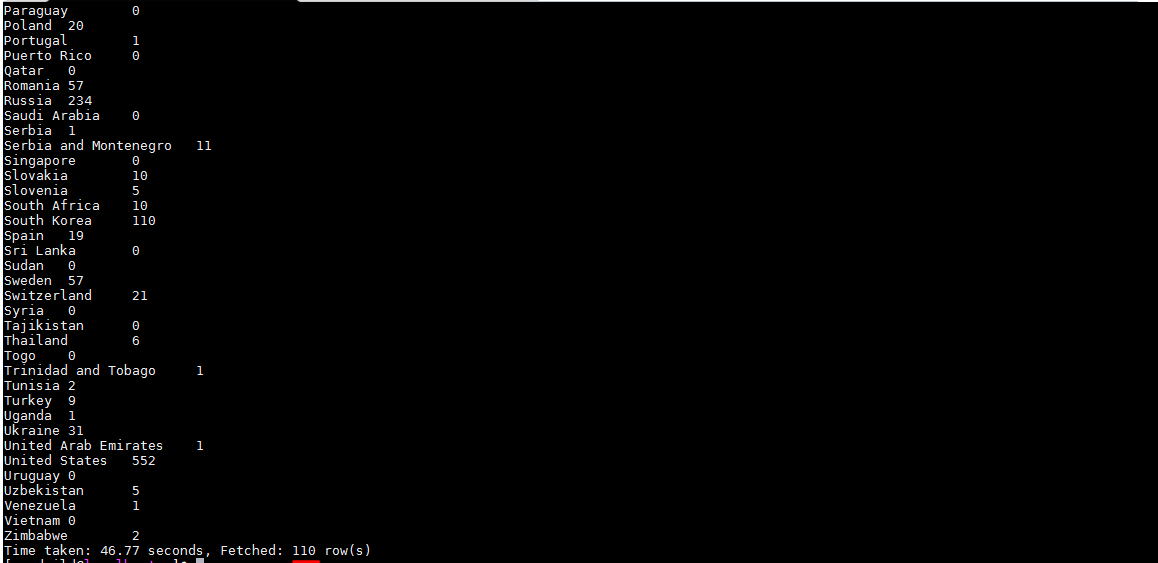 Paraguay 0
Poland 20
Portugal 1
Puerto Rico 0
Qatar 0
Romania 57
Russia 234
Saudi Arabia 0
Serbia 1
Serbia and Montenegro 11
Singapore 0
Slovakia 10
Slovenia 5
South Africa 10
South Korea 110
Spain 19
Sri Lanka 0
Sudan 0
Sweden 57
Switzerland 21
Syria 0
Tajikistan 0
Thailand 6
Togo 0
Trinidad and Tobago 1
Tunisia 2
Turkey 9
Uganda 1
Ukraine 31
United Arab Emirates 1
United States 552
Uruguay 0
Uzbekistan 5
Venezuela 1
Vietnam 0
Zimbabwe 2
Time taken: 46.77 seconds, Fetched: 110 row(s)